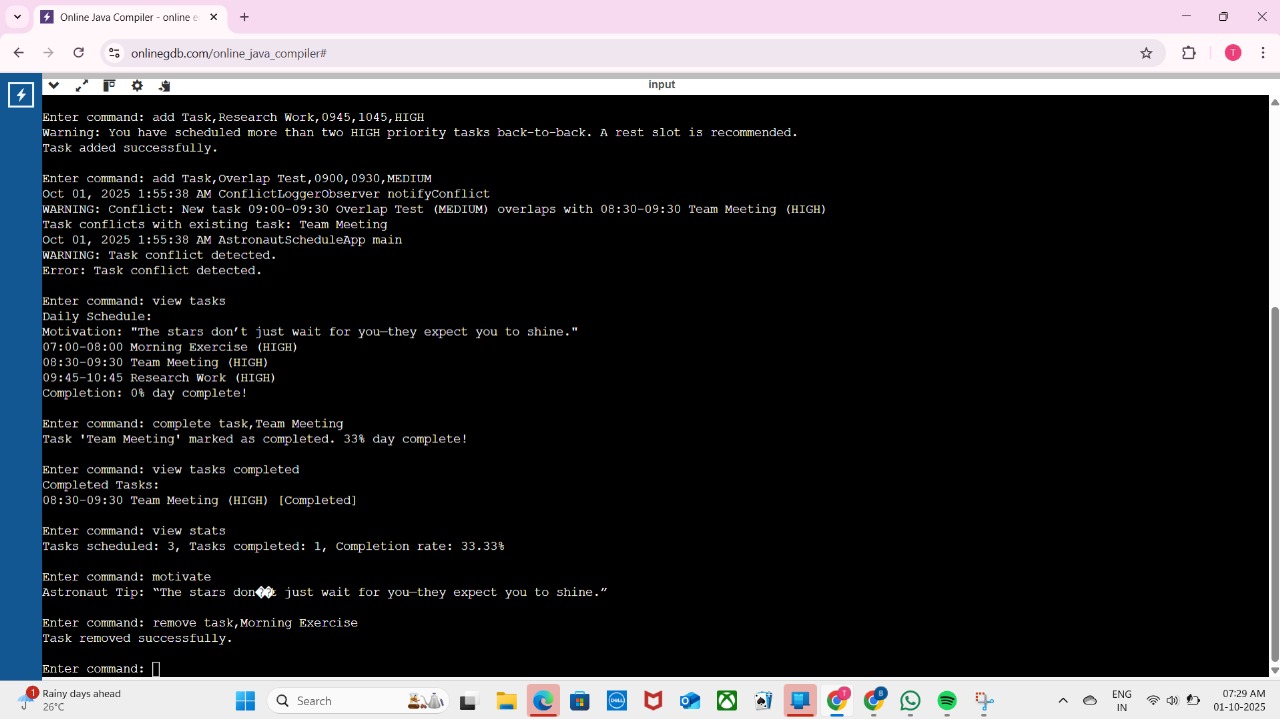 Online Java Compiler - online e
onlinegdb.com/online_java_compiler#
T
input
Enter command: add Task,Research Work,0945,1045,HIGH
Warning: You have scheduled more than two HIGH priority tasks back-to-back. A rest slot is recommended.
Task added successfully.
Enter command: add Task,Overlap Test,0900,0930,MEDIUM
Oct 01, 2025 1:55:38 AM ConflictLoggerObserver notifyConflict
WARNING: Conflict: New task 09:00-09:30 Overlap Test (MEDIUM) overlaps with 08:30-09:30 Team Meeting (HIGH)
Task conflicts with existing task: Team Meeting
Oct 01, 2025 1:55:38 AM AstronautScheduleApp main
WARNING: Task conflict detected.
Error: Task conflict detected.
Enter command: view tasks
Daily Schedule:
Motivation: "The stars don’t just wait for you—they expect you to shine."
07:00-08:00 Morning Exercise (HIGH)
08:30-09:30 Team Meeting (HIGH)
09:45-10:45 Research Work (HIGH)
Completion: 0% day complete!
Enter command: complete task,Team Meeting
Task 'Team Meeting' marked as completed. 33% day complete!
Enter command: view tasks completed
Completed Tasks:
08:30-09:30 Team Meeting (HIGH) [Completed]
Enter command: view stats
Tasks scheduled: 3, Tasks completed: 1, Completion rate: 33.33%
Enter command: motivate
Astronaut Tip: “The stars don��t just wait for you—they expect you to shine.”
Enter command: remove task,Morning Exercise
Task removed successfully.
Enter command:
1
Rainy days ahead
26°C
Search
DELL
T
B
ENG
IN
07:29 AM
01-10-2025